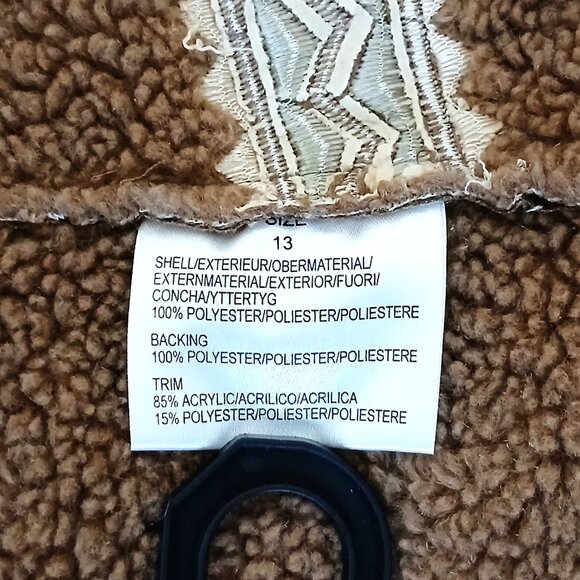 SIZE
13
SHELL/EXTERIEUR/OBERMATERIAL/
EXTERNMATERIAL/EXTERIOR/FUORI/
CONCHA/YTTERTYG
100% POLYESTER/POLIESTER/POLIESTERE
BACKING
100% POLYESTER/POLIESTER/POLIESTERE
TRIM
85% ACRYLIC/ACRILICO/ACRILICA
15% POLYESTER/POLIESTER/POLIESTERE